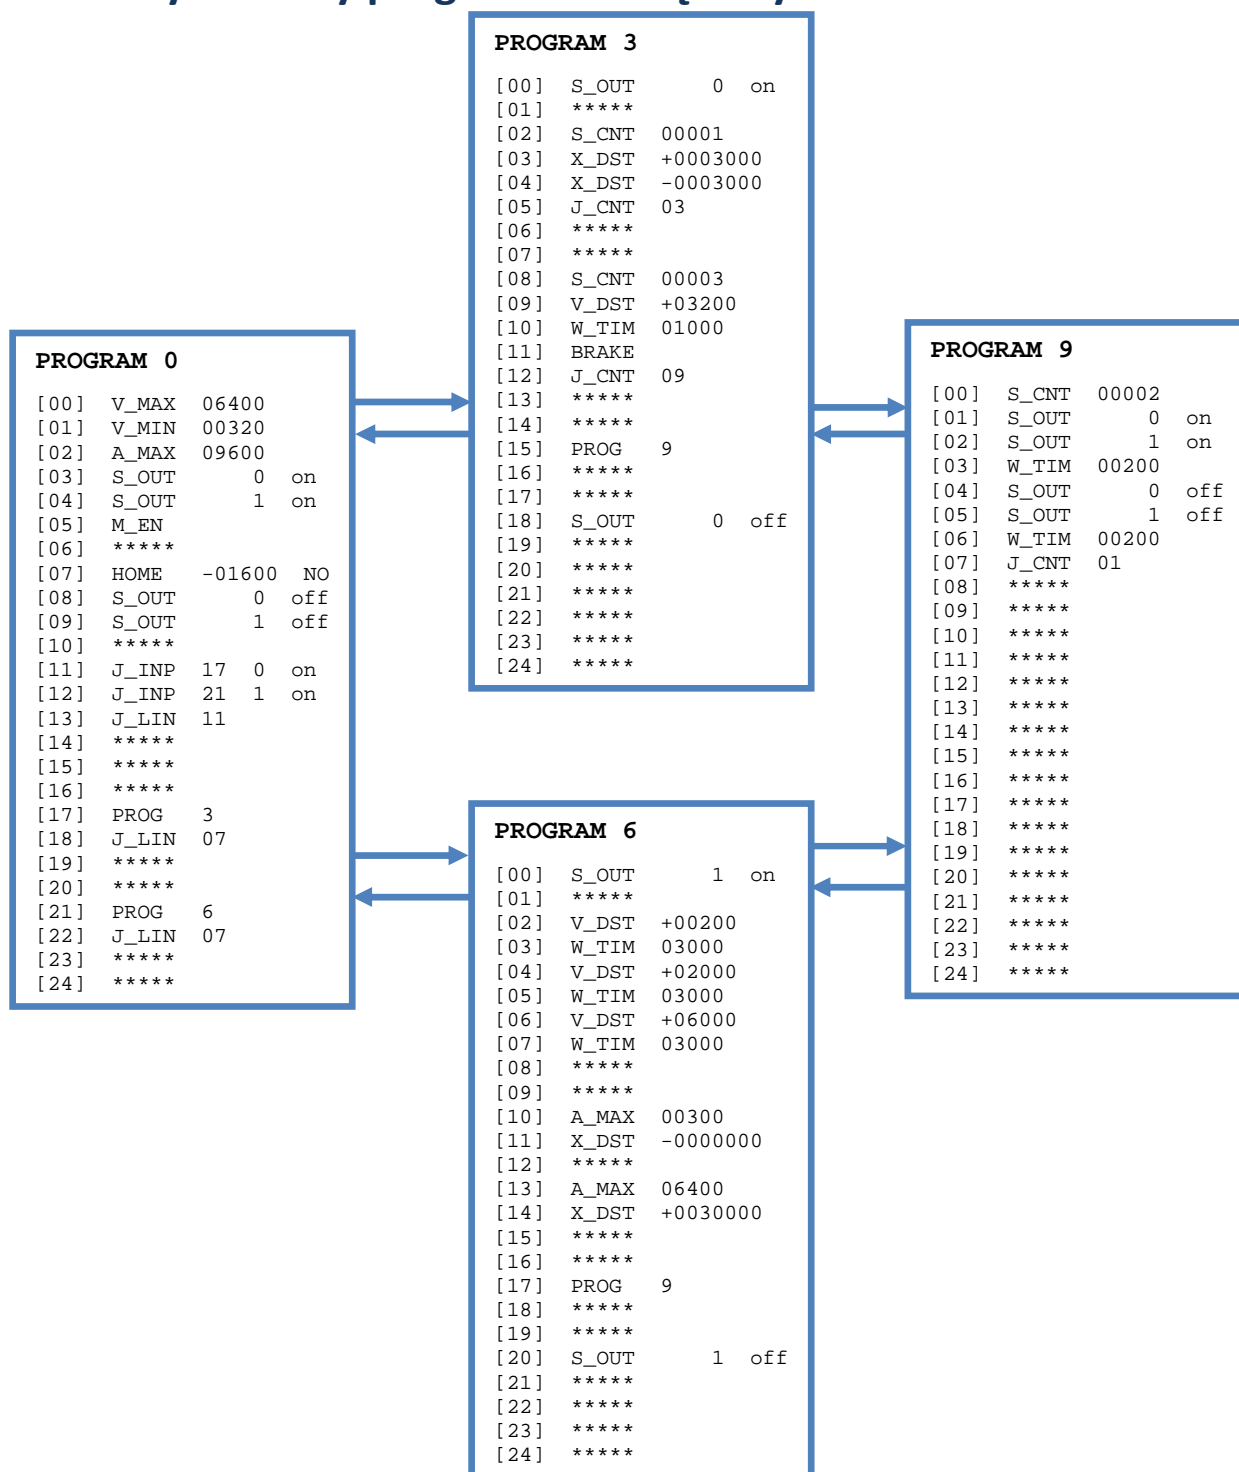 PROGRAM 3
[00] S_OUT 0 on
[01] *****
[02] S_CNT 00001
[03] X_DST +0003000
[04] X_DST -0003000
[05] J_CNT 03
[06] *****
[07] *****
[08] S_CNT 00003
[09] V_DST +03200
[10] W_TIM 01000
[11] BRAKE
[12] J_CNT 09
[13] *****
[14] *****
[15] PROG 9
[16] *****
[17] *****
[18] S_OUT 0 off
[19] *****
[20] *****
[21] *****
[22] *****
[23] *****
[24] *****
PROGRAM 0
[00] V_MAX 06400
[01] V_MIN 00320
[02] A_MAX 09600
[03] S_OUT 0 on
[04] S_OUT 1 on
[05] M_EN
[06] *****
[07] HOME -01600 NO
[08] S_OUT 0 off
[09] S_OUT 1 off
[10] *****
[11] J_INP 17 0 on
[12] J_INP 21 1 on
[13] J_LIN 11
[14] *****
[15] *****
[16] *****
[17] PROG 3
[18] J_LIN 07
[19] *****
[20] *****
[21] PROG 6
[22] J_LIN 07
[23] *****
[24] *****
PROGRAM 9
[00] S_CNT 00002
[01] S_OUT 0 on
[02] S_OUT 1 on
[03] W_TIM 00200
[04] S_OUT 0 off
[05] S_OUT 1 off
[06] W_TIM 00200
[07] J_CNT 01
[08] *****
[09] *****
[10] *****
[11] *****
[12] *****
[13] *****
[14] *****
[15] *****
[16] *****
[17] *****
[18] *****
[19] *****
[20] *****
[21] *****
[22] *****
[23] *****
[24] *****
PROGRAM 6
[00] S_OUT 1 on
[01] *****
[02] V_DST +00200
[03] W_TIM 03000
[04] V_DST +02000
[05] W_TIM 03000
[06] V_DST +06000
[07] W_TIM 03000
[08] *****
[09] *****
[10] A_MAX 00300
[11] X_DST -0000000
[12] *****
[13] A_MAX 06400
[14] X_DST +0030000
[15] *****
[16] *****
[17] PROG 9
[18] *****
[19] *****
[20] S_OUT 1 off
[21] *****
[22] *****
[23] *****
[24] *****